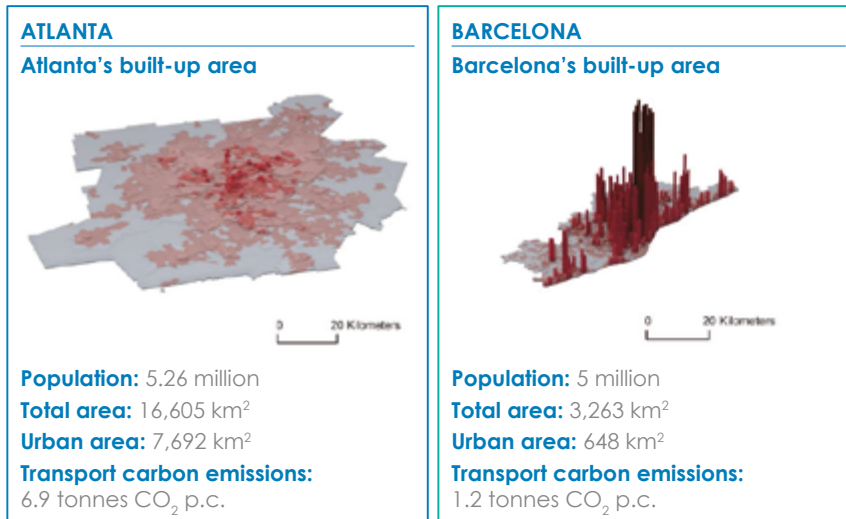 ATLANTA
Atlanta's built-up area
0 20 Kilometers
Population: 5.26 million
Total area: 16,605 km²
Urban area: 7,692 km²
Transport carbon emissions:
6.9 tonnes CO₂ p.c.
BARCELONA
Barcelona's built-up area
0 20 Kilometers
Population: 5 million
Total area: 3,263 km²
Urban area: 648 km²
Transport carbon emissions:
1.2 tonnes CO₂ p.c.